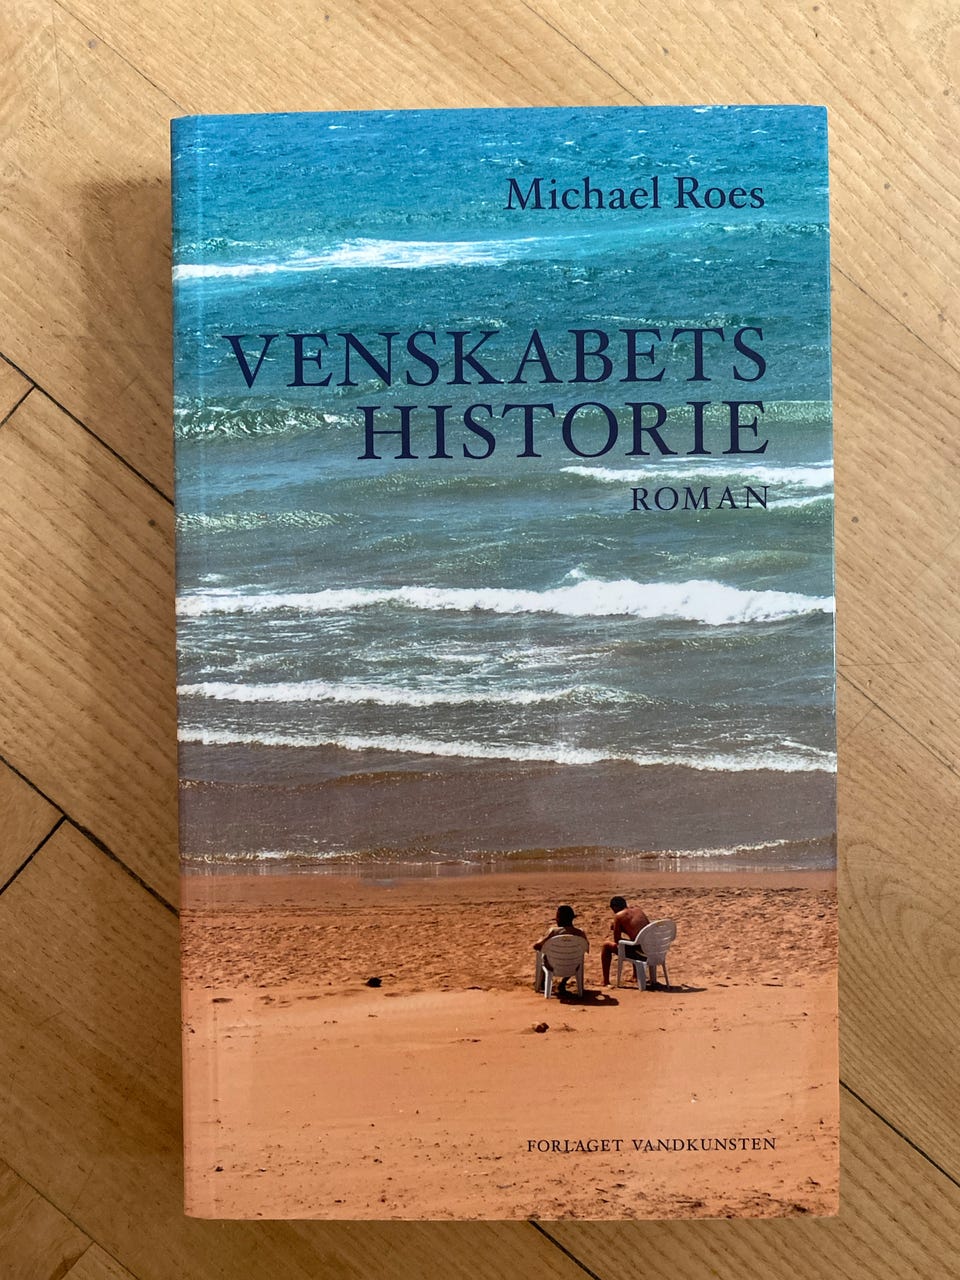 Michael Roes
VENSKABETS
HISTORIE
ROMAN
FORLAGET VANDKUNSTEN